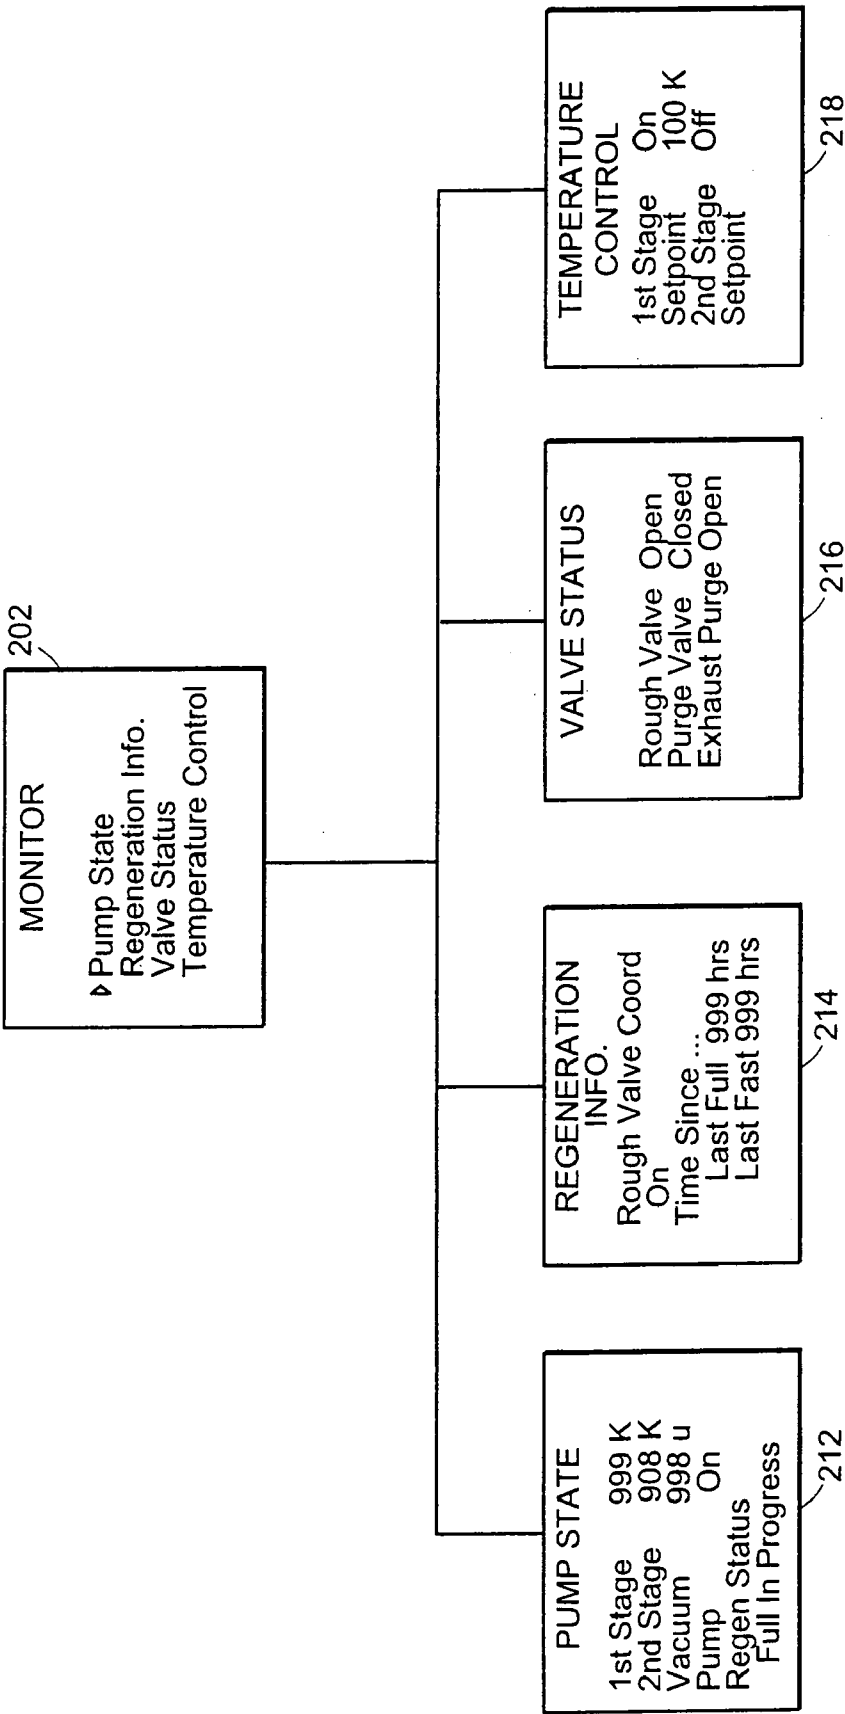 202
MONITOR
Pump State
Regeneration Info.
Valve Status
Temperature Control
PUMP STATE
1st Stage 999 K
2nd Stage 908 K
Vacuum 998 u
Pump On
Regen Status
Full In Progress
212
REGENERATION
INFO.
Rough Valve Coord
On
Time Since ...
Last Full 999 hrs
Last Fast 999 hrs
214
VALVE STATUS
Rough Valve Open
Purge Valve Closed
Exhaust Purge Open
216
TEMPERATURE
CONTROL
1st Stage On
Setpoint 100 K
2nd Stage Off
Setpoint
218